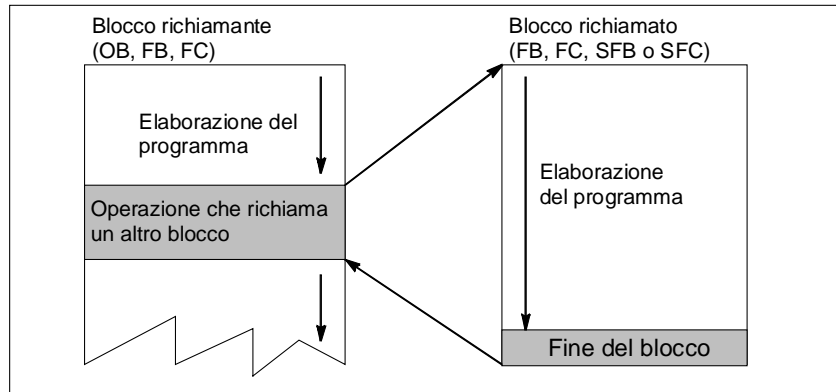 Blocco richiamante
(OB, FB, FC)
Elaborazione del
programma
Operazione che richiama
un altro blocco
Blocco richiamato
(FB, FC, SFB o SFC)
Elaborazione
del programma
Fine del blocco